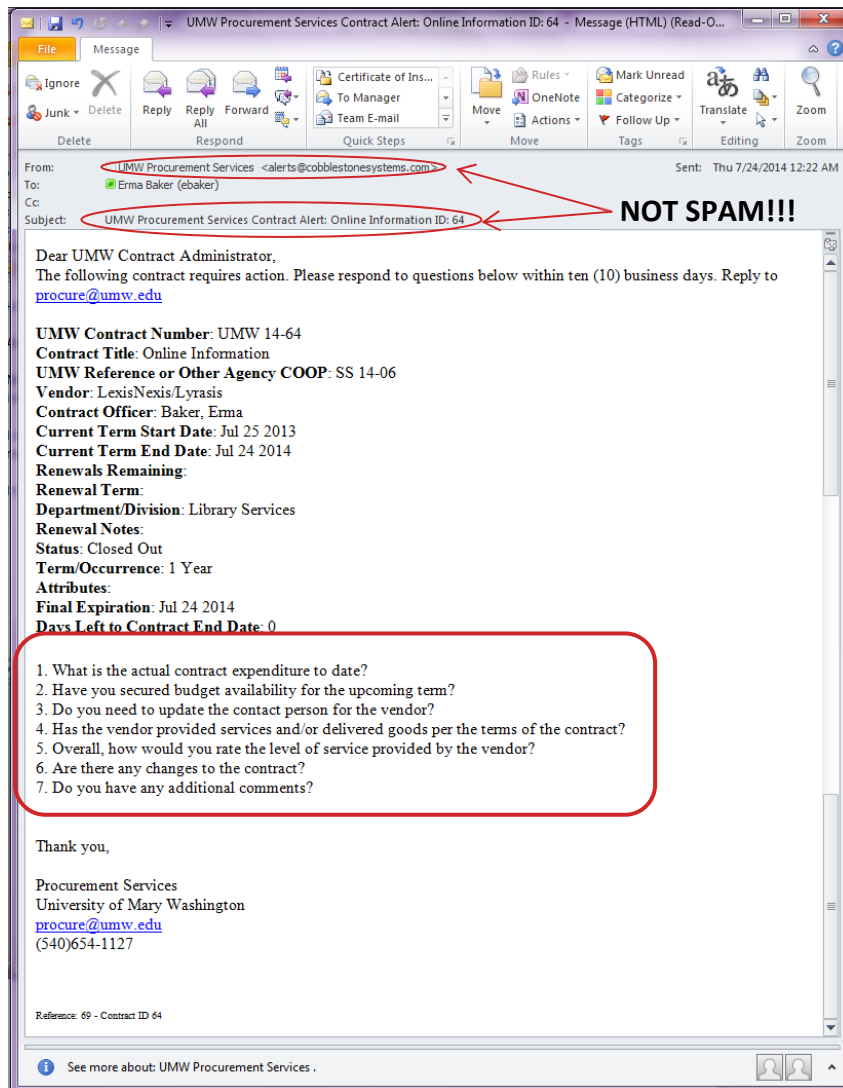 UMW Procurement Services Contract Alert: Online Information ID: 64 - Message (HTML) (Read-O...
File Message
Ignore
Junk
Delete
Reply
Reply All
Forward
Certificate of Ins...
To Manager
Team E-mail
Move
Rules
OneNote
Actions
Mark Unread
Categorize
Follow Up
Translate
Zoom
Delete Respond Quick Steps Move Tags Editing Zoom
From: UMW Procurement Services <alerts@cobblestonesystems.com> Sent: Thu 7/24/2014 12:22 AM
To: Erma Baker (ebaker)
Cc:
Subject: UMW Procurement Services Contract Alert: Online Information ID: 64
NOT SPAM!!!
Dear UMW Contract Administrator,
The following contract requires action. Please respond to questions below within ten (10) business days. Reply to
procure@umw.edu
UMW Contract Number: UMW 14-64
Contract Title: Online Information
UMW Reference or Other Agency COOP: SS 14-06
Vendor: LexisNexis/Lyrasis
Contract Officer: Baker, Erma
Current Term Start Date: Jul 25 2013
Current Term End Date: Jul 24 2014
Renewals Remaining:
Renewal Term:
Department/Division: Library Services
Renewal Notes:
Status: Closed Out
Term/Occurrence: 1 Year
Attributes:
Final Expiration: Jul 24 2014
Days Left to Contract End Date: 0
1. What is the actual contract expenditure to date?
2. Have you secured budget availability for the upcoming term?
3. Do you need to update the contact person for the vendor?
4. Has the vendor provided services and/or delivered goods per the terms of the contract?
5. Overall, how would you rate the level of service provided by the vendor?
6. Are there any changes to the contract?
7. Do you have any additional comments?
Thank you,
Procurement Services
University of Mary Washington
procure@umw.edu
(540)654-1127
Reference: 69 - Contract ID 64
See more about: UMW Procurement Services .